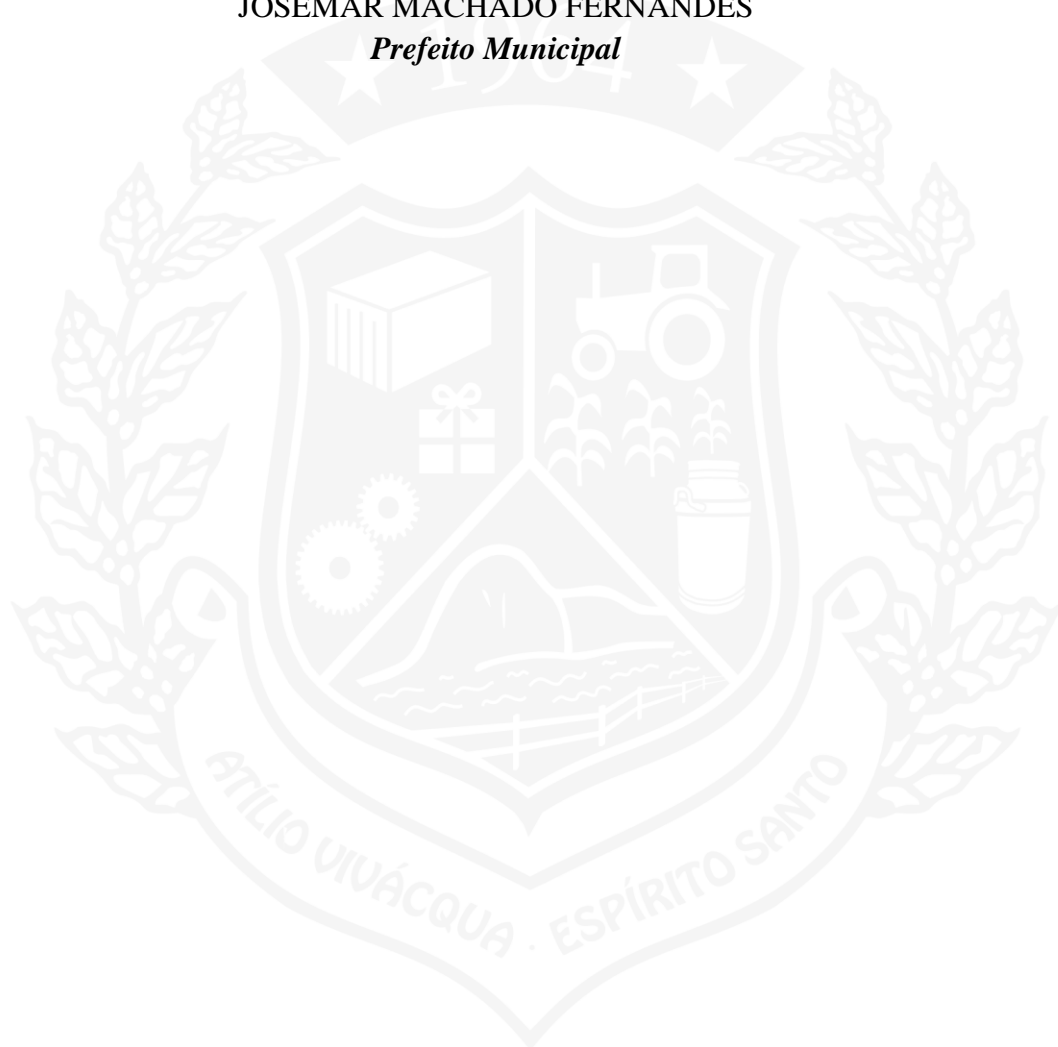 JOSEMAR MACHADO FERNANDES
Prefeito Municipal
1964
ATÍLIO VIVÁCQUA · ESPÍRITO SANTO